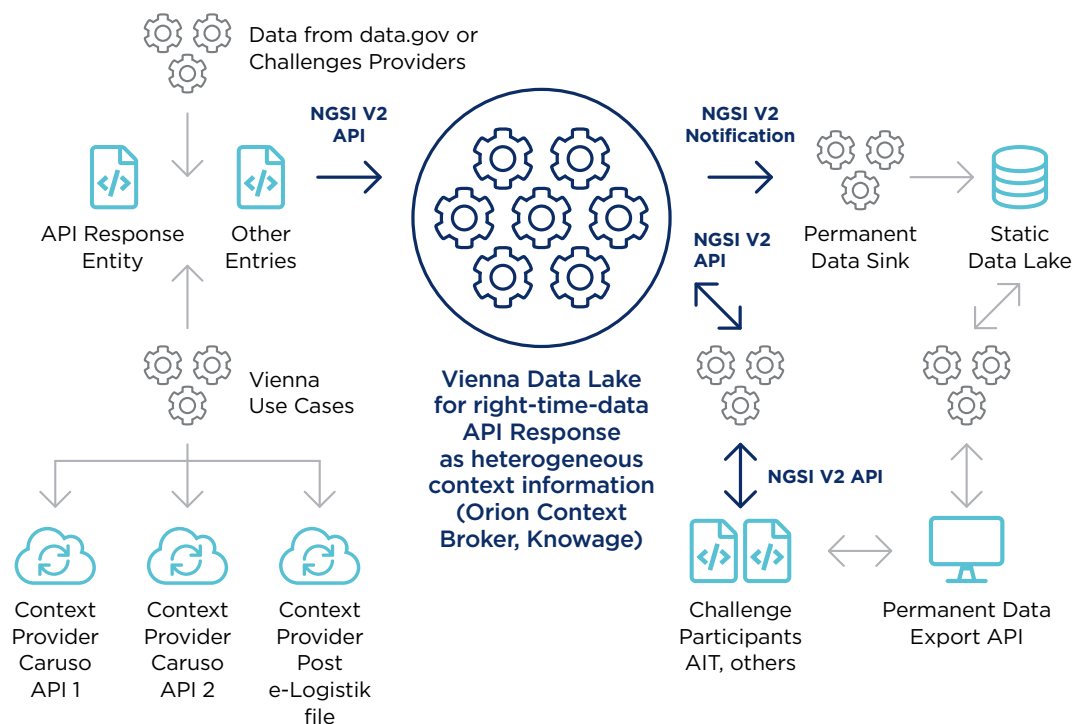 Data from data.gov or
Challenges Providers
NGSI V2
API
NGSI V2
Notification
API Response
Entity
Other
Entries
NGSI V2
API
Permanent
Data Sink
Static
Data Lake
Vienna
Use Cases
Vienna Data Lake
for right-time-data
API Response
as heterogeneous
context information
(Orion Context
Broker, Knowage)
NGSI V2 API
Context
Provider
Caruso
API 1
Context
Provider
Caruso
API 2
Context
Provider
Post
e-Logistik
file
Challenge
Participants
AIT, others
Permanent Data
Export API